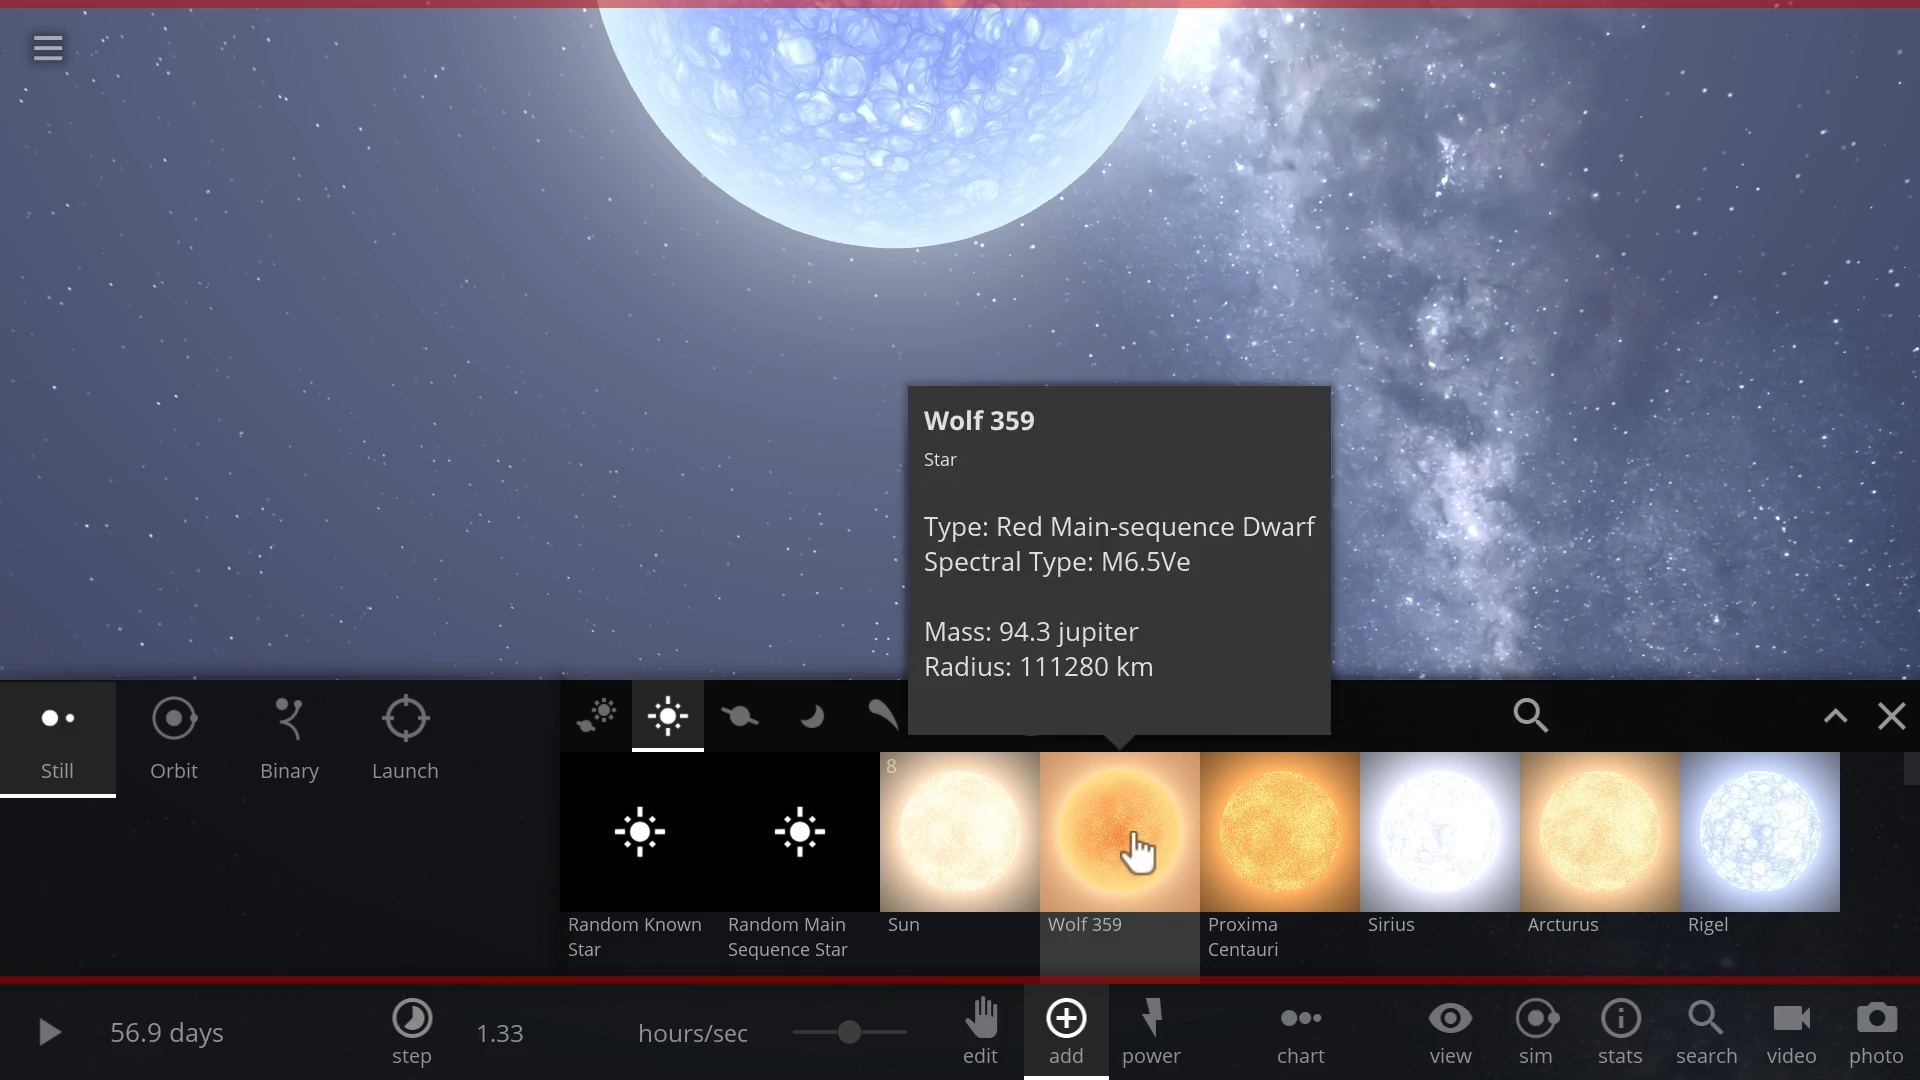 Wolf 359
Star
Type: Red Main-sequence Dwarf
Spectral Type: M6.5Ve
Mass: 94.3 jupiter
Radius: 111280 km
Still
Orbit
Binary
Launch
8
Random Known
Star
Random Main
Sequence Star
Sun
Wolf 359
Proxima
Centauri
Sirius
Arcturus
Rigel
56.9 days
step
1.33
hours/sec
edit
add
power
chart
view
sim
stats
search
video
photo